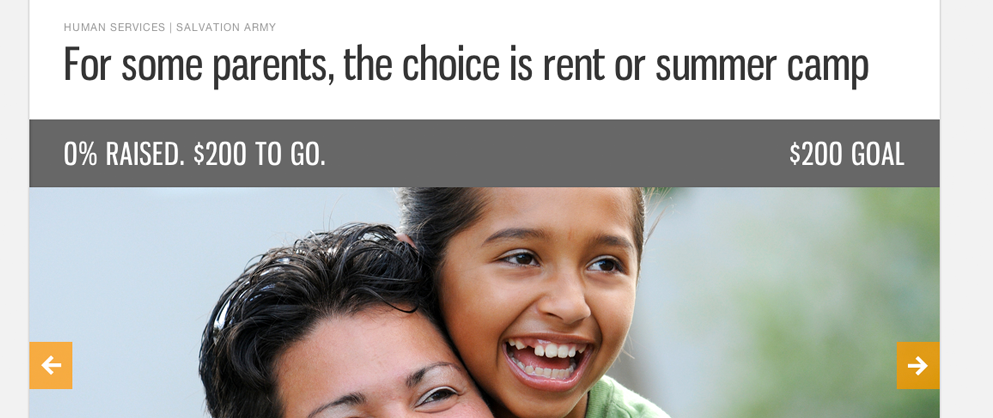 HUMAN SERVICES | SALVATION ARMY
For some parents, the choice is rent or summer camp
0% RAISED. $200 TO GO.
$200 GOAL